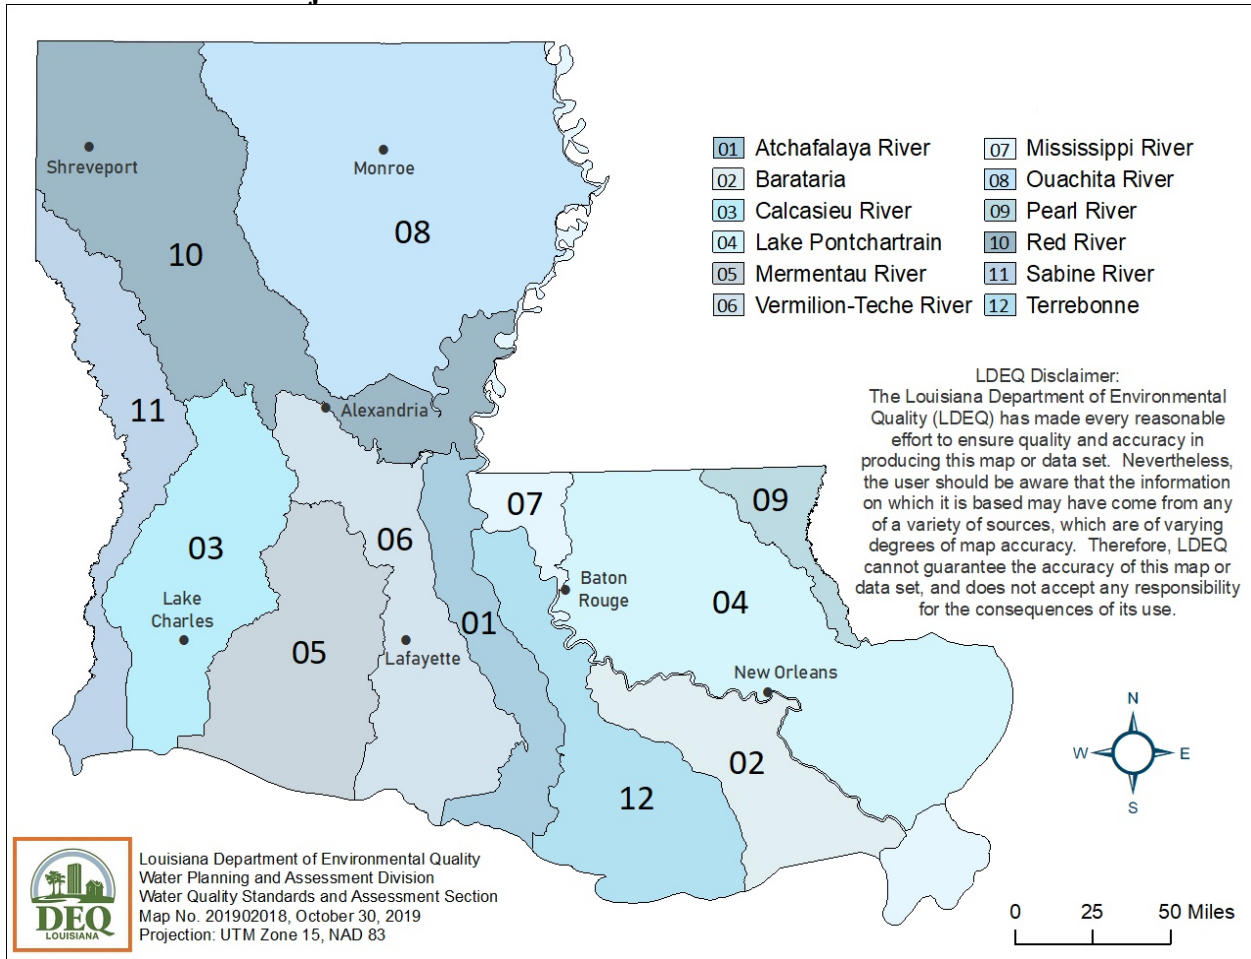 Shreveport
Monroe
08
10
11
Alexandria
07
09
03
06
Baton
Rouge
04
Lake
Charles
01
05
Lafayette
New Orleans
02
12
01 Atchafalaya River
02 Barataria
03 Calcasieu River
04 Lake Pontchartrain
05 Mermentau River
06 Vermilion-Teche River
07 Mississippi River
08 Ouachita River
09 Pearl River
10 Red River
11 Sabine River
12 Terrebonne
LDEQ Disclaimer:
The Louisiana Department of Environmental
Quality (LDEQ) has made every reasonable
effort to ensure quality and accuracy in
producing this map or data set. Nevertheless,
the user should be aware that the information
on which it is based may have come from any
of a variety of sources, which are of varying
degrees of map accuracy. Therefore, LDEQ
cannot guarantee the accuracy of this map or
data set, and does not accept any responsibility
for the consequences of its use.
N
W E
S
DEQ
LOUISIANA
Louisiana Department of Environmental Quality
Water Planning and Assessment Division
Water Quality Standards and Assessment Section
Map No. 201902018, October 30, 2019
Projection: UTM Zone 15, NAD 83
0 25 50 Miles